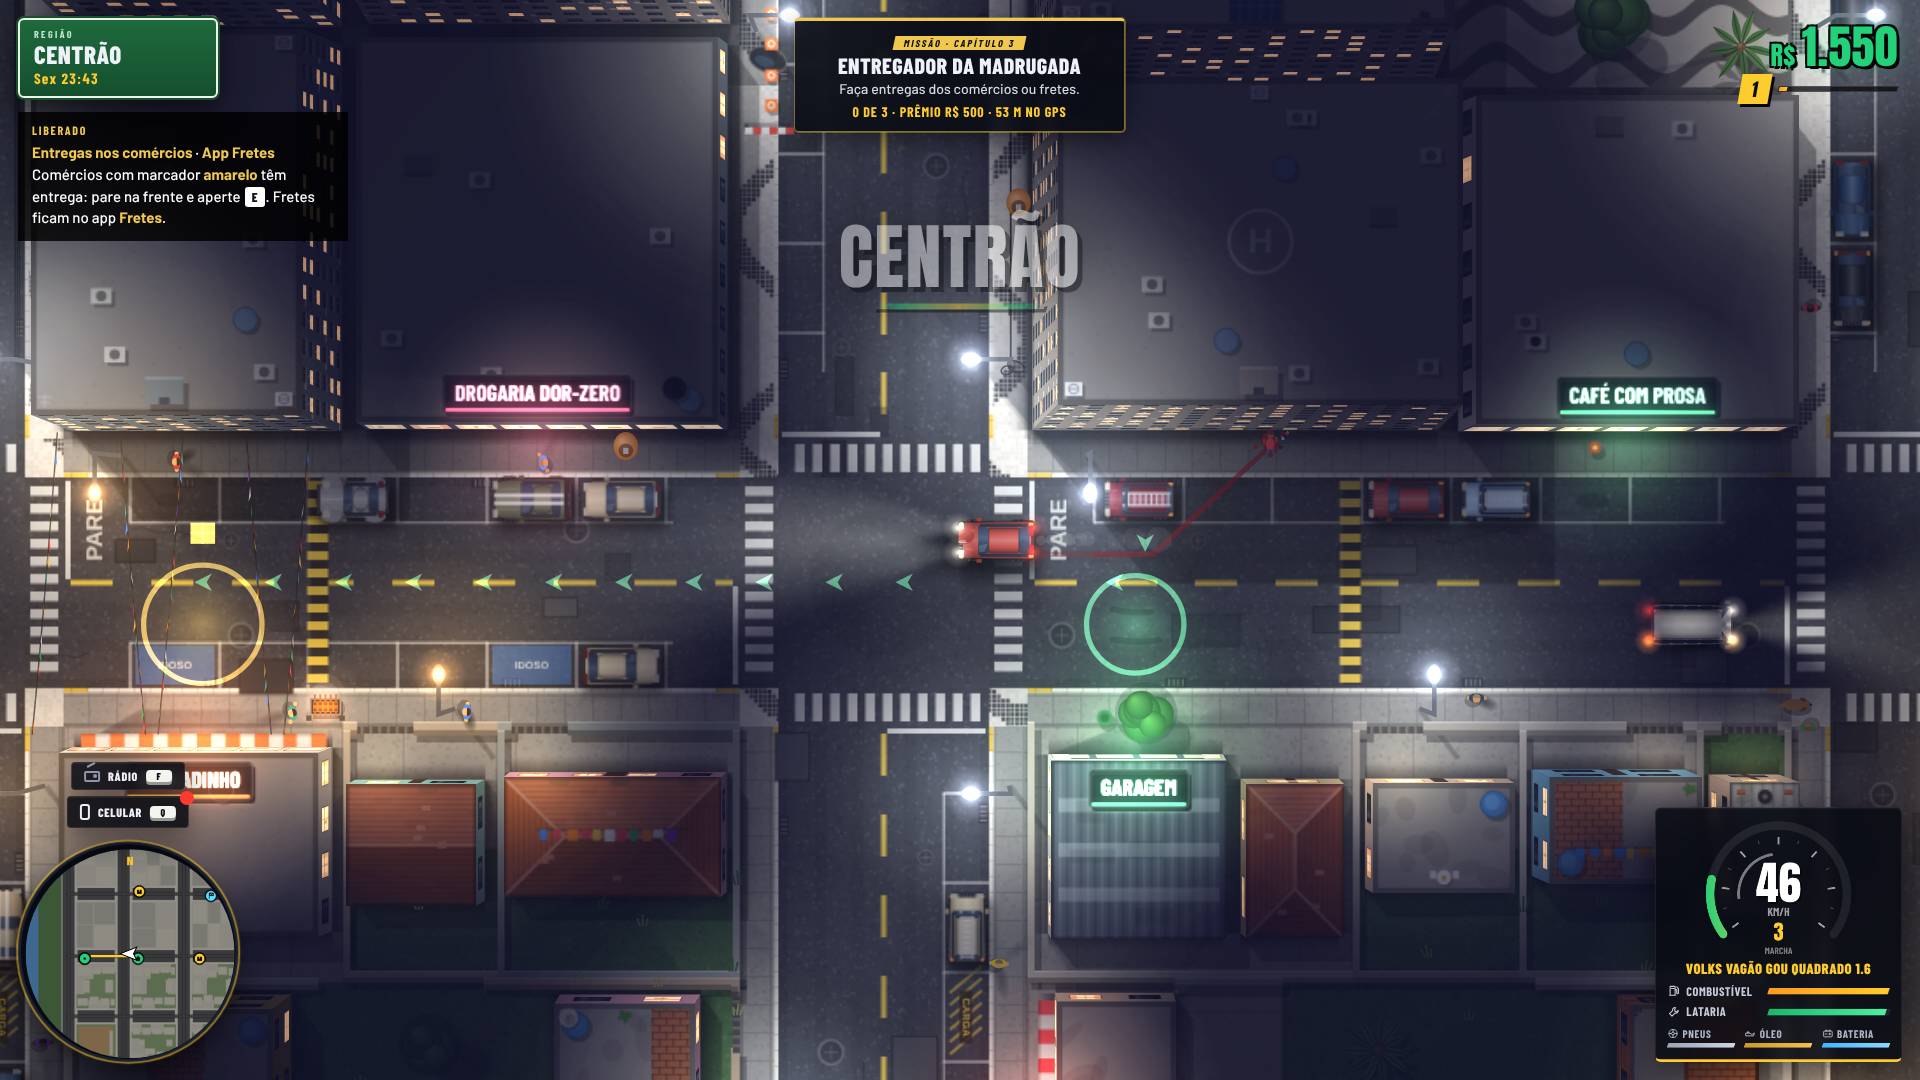 REGIÃO
CENTRÃO
Sex 23:43
LIBERADO
Entregas nos comércios · App Fretes
Comércios com marcador amarelo têm
entrega: pare na frente e aperte E. Fretes
ficam no app Fretes.
MISSÃO · CAPÍTULO 3
ENTREGADOR DA MADRUGADA
Faça entregas dos comércios ou fretes.
0 DE 3 · PRÊMIO R$ 500 · 53 M NO GPS
R$ 1.550
1
CENTRÃO
H
DROGARIA DOR-ZERO
CAFÉ COM PROSA
PARE
PARE
IDOSO
GARAGEM
RÁDIO F
ADINHO
CELULAR Q
N
CARGA
46
KM/H
3
MARCHA
VOLKS VAGÃO GOU QUADRADO 1.6
COMBUSTÍVEL
LATARIA
PNEUS ÓLEO BATERIA